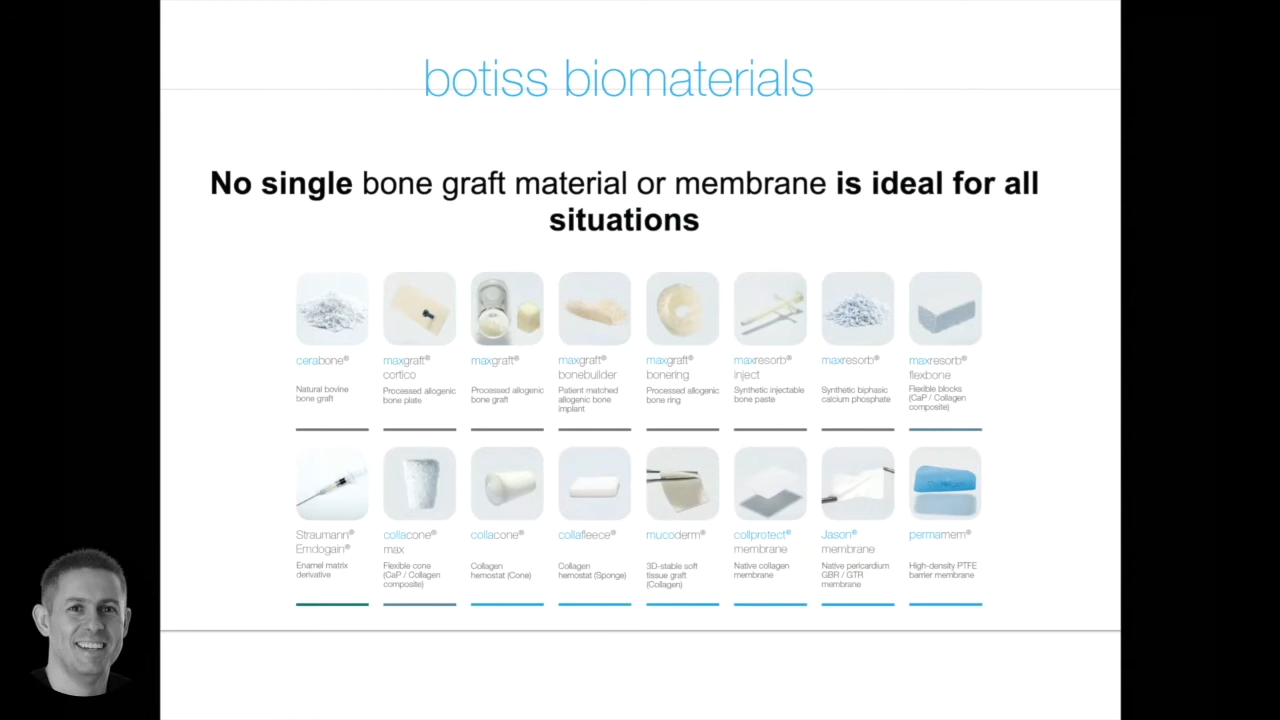 botiss biomaterials
No single bone graft material or membrane is ideal for all
situations
cerabone®
Natural bovine
bone graft
maxgraft®
cortico
Processed allogenic
bone plate
maxgraft®
Processed allogenic
bone graft
maxgraft®
bonebuilder
Patient matched
allogenic bone
implant
maxgraft®
bonering
Processed allogenic
bone ring
maxresorb®
inject
Synthetic injectable
bone paste
maxresorb®
Synthetic biphasic
calcium phosphate
maxresorb®
flexbone
Flexible blocks
(CaP / Collagen
composite)
Straumann®
Emdogain®
Enamel matrix
derivative
collacone®
max
Flexible cone
(CaP / Collagen
composite)
collacone®
Collagen
hemostat (Cone)
collafleece®
Collagen
hemostat (Sponge)
mucoderm®
3D-stable soft
tissue graft
(Collagen)
collprotect®
membrane
Native collagen
membrane
Jason®
membrane
Native pericardium
GBR / GTR
membrane
permamem®
High-density PTFE
barrier membrane